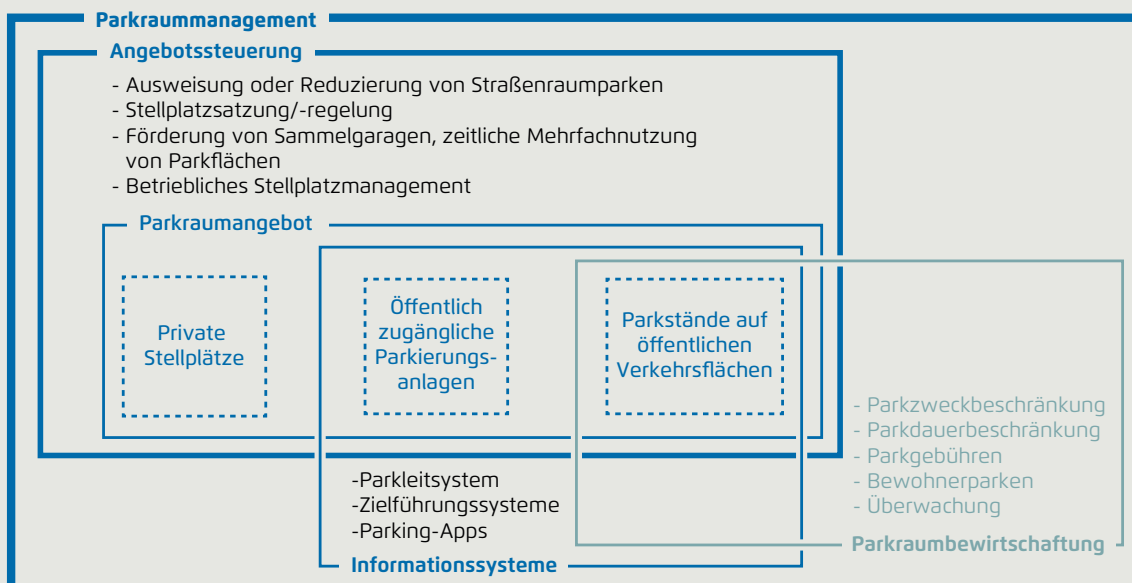 Parkraummanagement
Angebotssteuerung
- Ausweisung oder Reduzierung von Straßenraumparken
- Stellplatzsatzung/-regelung
- Förderung von Sammelgaragen, zeitliche Mehrfachnutzung
von Parkflächen
- Betriebliches Stellplatzmanagement
Parkraumangebot
Private
Stellplätze
Öffentlich
zugängliche
Parkierungs-
anlagen
Parkstände auf
öffentlichen
Verkehrsflächen
- Parkzweckbeschränkung
- Parkdauerbeschränkung
- Parkgebühren
- Bewohnerparken
- Überwachung
Parkraumbewirtschaftung
-Parkleitsystem
-Zielführungssysteme
-Parking-Apps
Informationssysteme